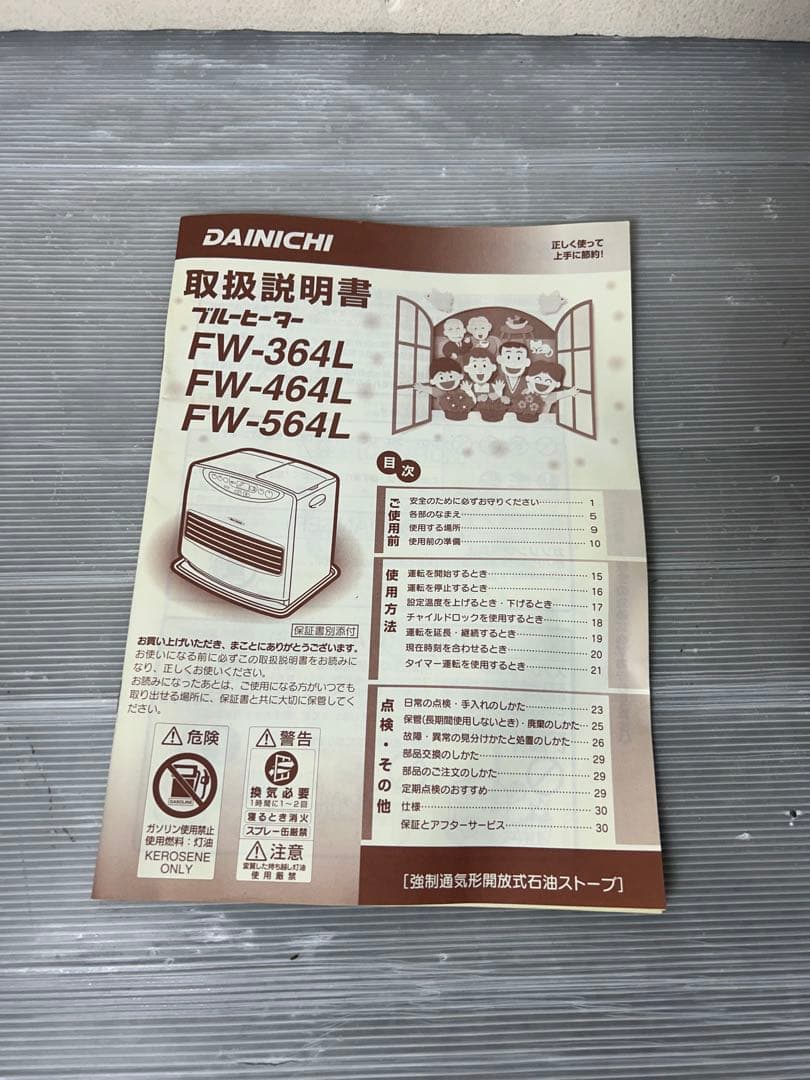 DAINICHI
正しく使って
上手に節約!
取扱説明書
ブルーヒーター
FW-364L
FW-464L
FW-564L
目次
ご使用前
安全のために必ずお守りください 1
各部のなまえ 5
使用する場所 9
使用前の準備 10
使用方法
運転を開始するとき 15
運転を停止するとき 16
設定温度を上げるとき・下げるとき 17
チャイルドロックを使用するとき 18
運転を延長・継続するとき 19
現在時刻を合わせるとき 20
タイマー運転を使用するとき 21
点検・その他
日常の点検・手入れのしかた 23
保管(長期間使用しないとき)・廃棄のしかた 25
故障・異常の見分けかたと処置のしかた 26
部品交換のしかた 29
部品のご注文のしかた 29
定期点検のおすすめ 29
仕様 30
保証とアフターサービス 30
保証書別添付
お買い上げいただき、まことにありがとうございます。
お使いになる前に必ずこの取扱説明書をお読みに
なり、正しくお使いください。
お読みになったあとは、ご使用になる方がいつでも
取り出せる場所に、保証書と共に大切に保管してく
ださい。
危険
GASOLINE
ガソリン使用禁止
使用燃料：灯油
KEROSENE
ONLY
警告
換気必要
1時間に1～2回
寝るとき消火
スプレー缶厳禁
注意
変質した持ち越し灯油
使用厳禁
[強制通気形開放式石油ストーブ]